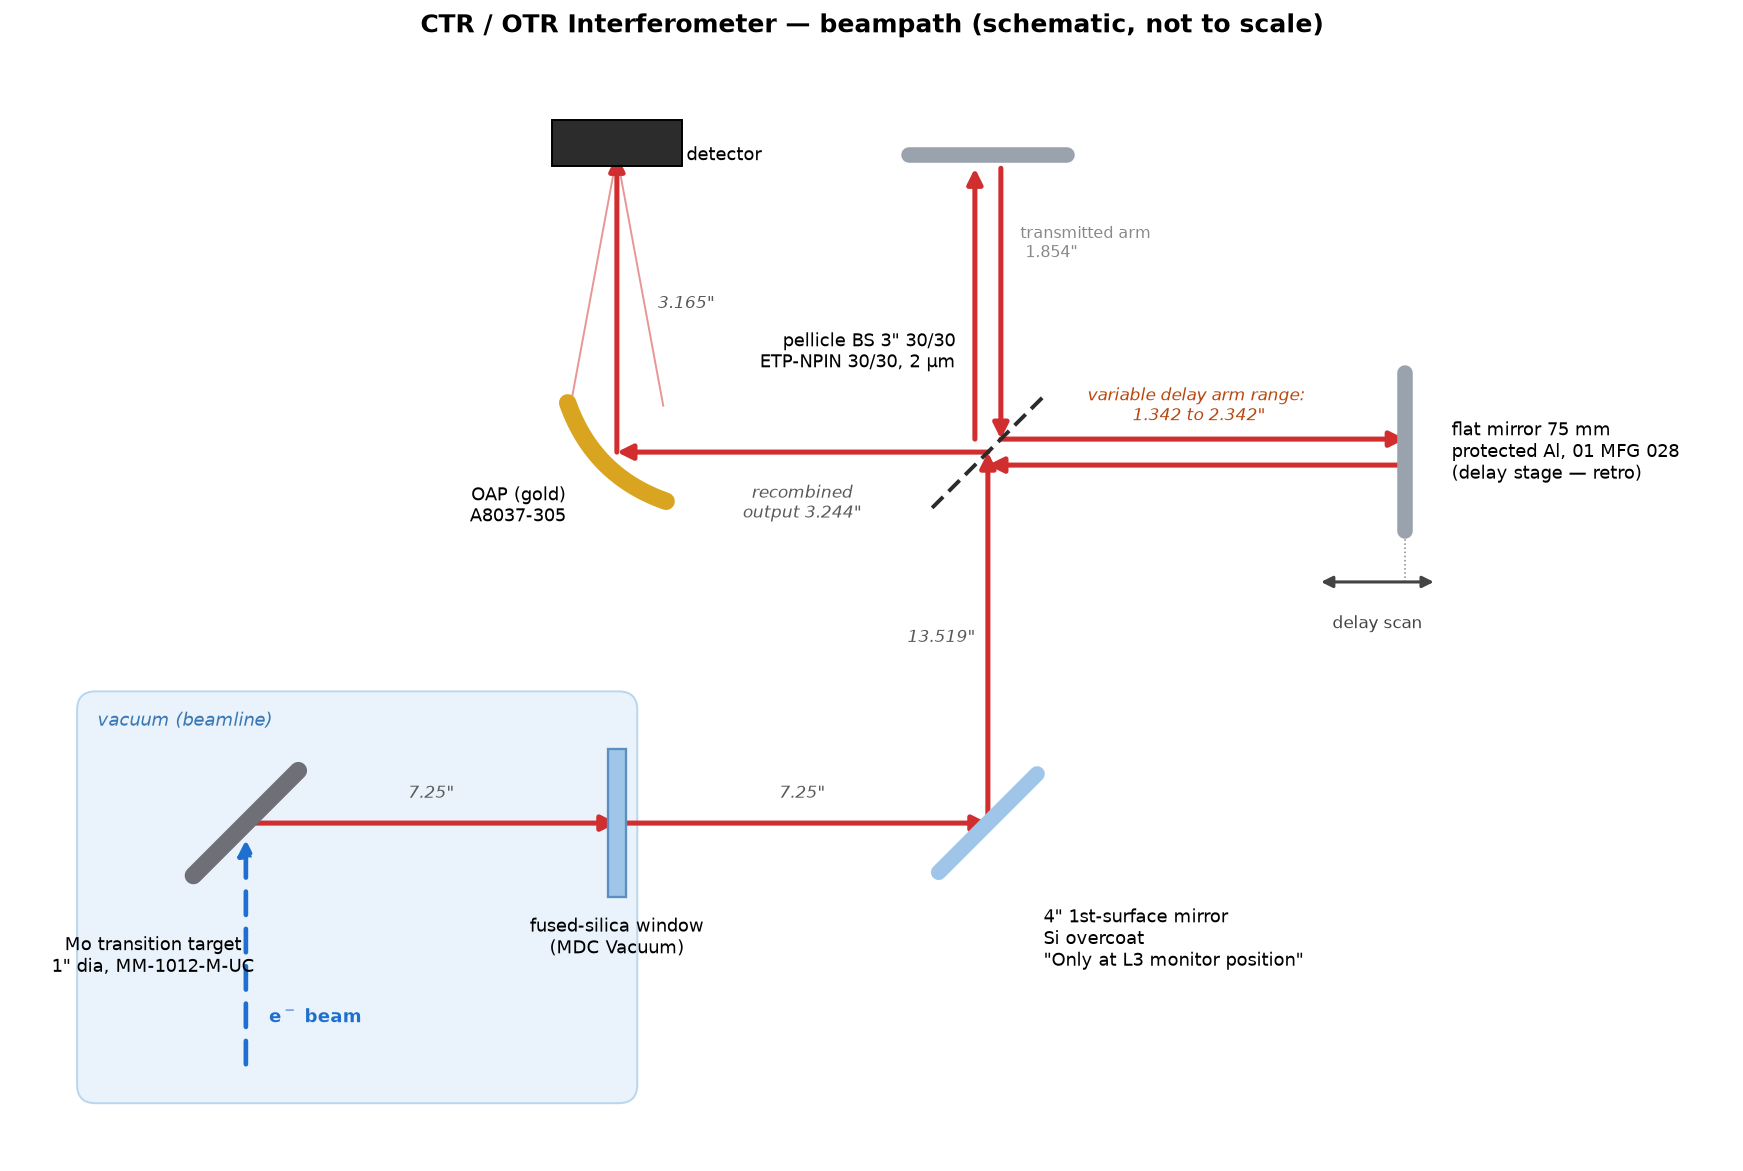 CTR / OTR Interferometer — beampath (schematic, not to scale)
detector
transmitted arm
1.854"
3.165"
pellicle BS 3" 30/30
ETP-NPIN 30/30, 2 μm
variable delay arm range:
1.342 to 2.342"
flat mirror 75 mm
protected Al, 01 MFG 028
(delay stage — retro)
OAP (gold)
A8037-305
recombined
output 3.244"
delay scan
13.519"
vacuum (beamline)
7.25"
7.25"
fused-silica window
(MDC Vacuum)
4" 1st-surface mirror
Si overcoat
"Only at L3 monitor position"
Mo transition target
1" dia, MM-1012-M-UC
e⁻ beam